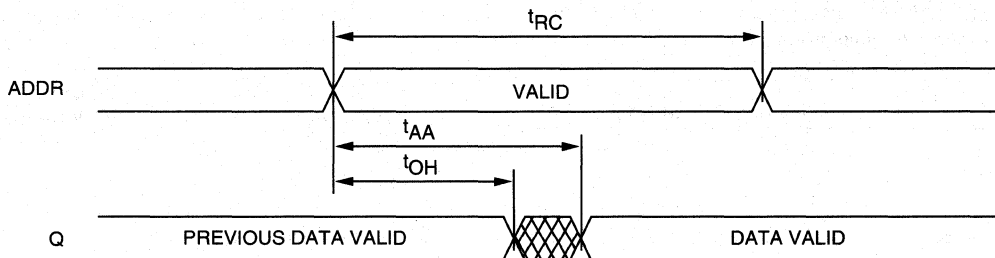 tRC
ADDR
VALID
tAA
tOH
Q
PREVIOUS DATA VALID
DATA VALID